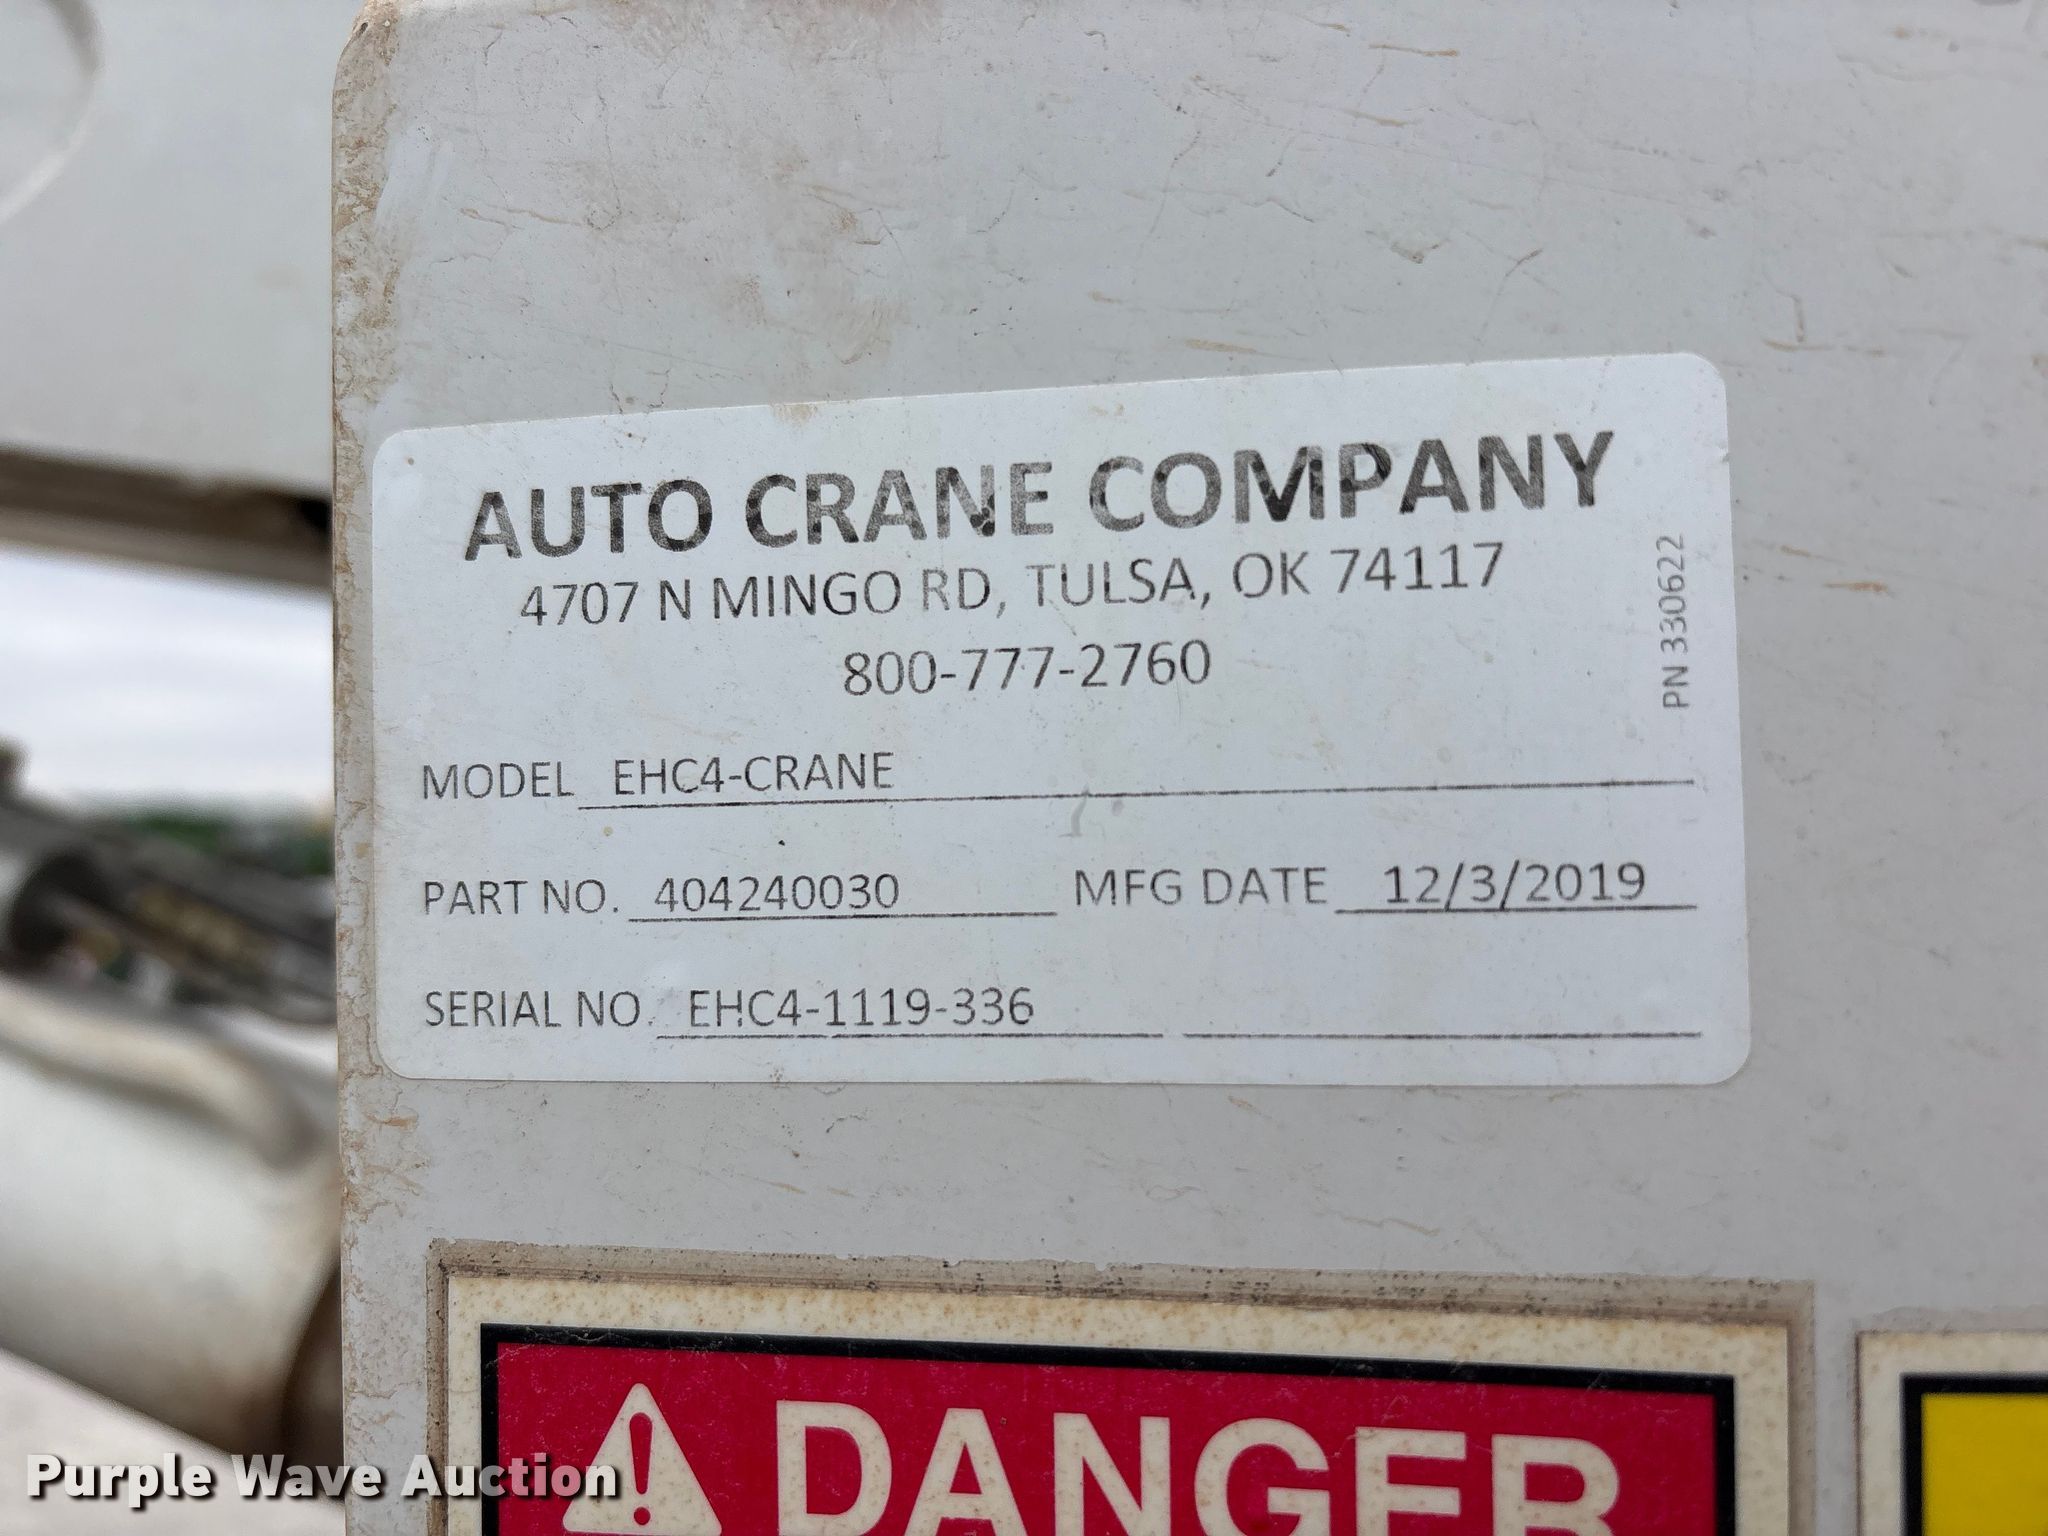 AUTO CRANE COMPANY
4707 N MINGO RD, TULSA, OK 74117
800-777-2760
PN 330622
MODEL EHC4-CRANE
PART NO. 404240030 MFG DATE 12/3/2019
SERIAL NO. EHC4-1119-336
DANGER
Purple Wave Auction